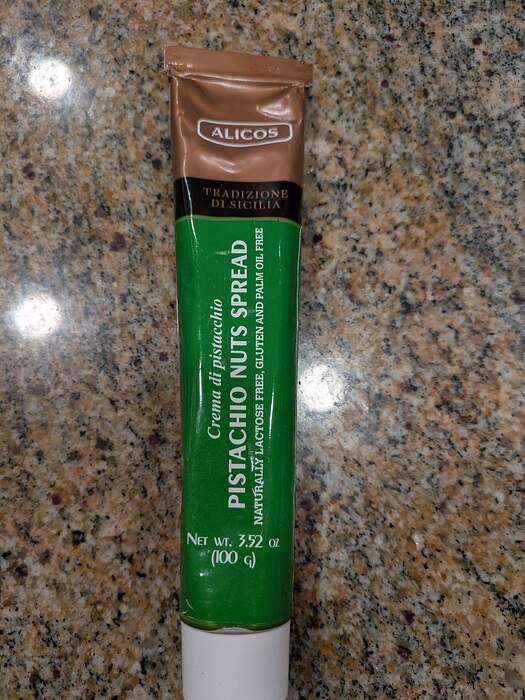 ALICOS
TRADIZIONE
DI SICILIA
Crema di pistacchio
PISTACHIO NUTS SPREAD
NATURALLY LACTOSE FREE, GLUTEN AND PALM OIL FREE
NET WT. 3.52 OZ
(100 G)